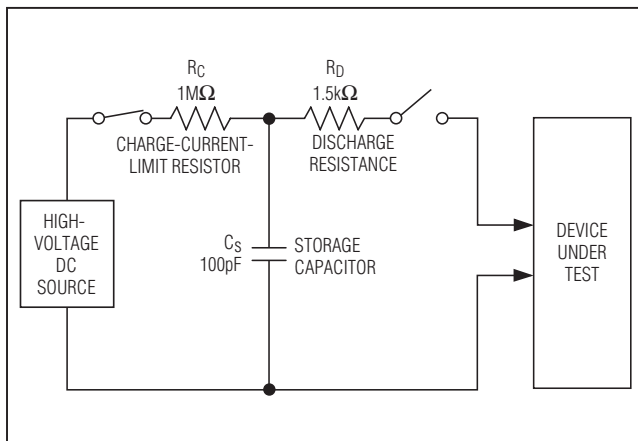 R_C
1MΩ
CHARGE-CURRENT-
LIMIT RESISTOR
R_D
1.5kΩ
DISCHARGE
RESISTANCE
HIGH-
VOLTAGE
DC
SOURCE
C_S
100pF
STORAGE
CAPACITOR
DEVICE
UNDER
TEST